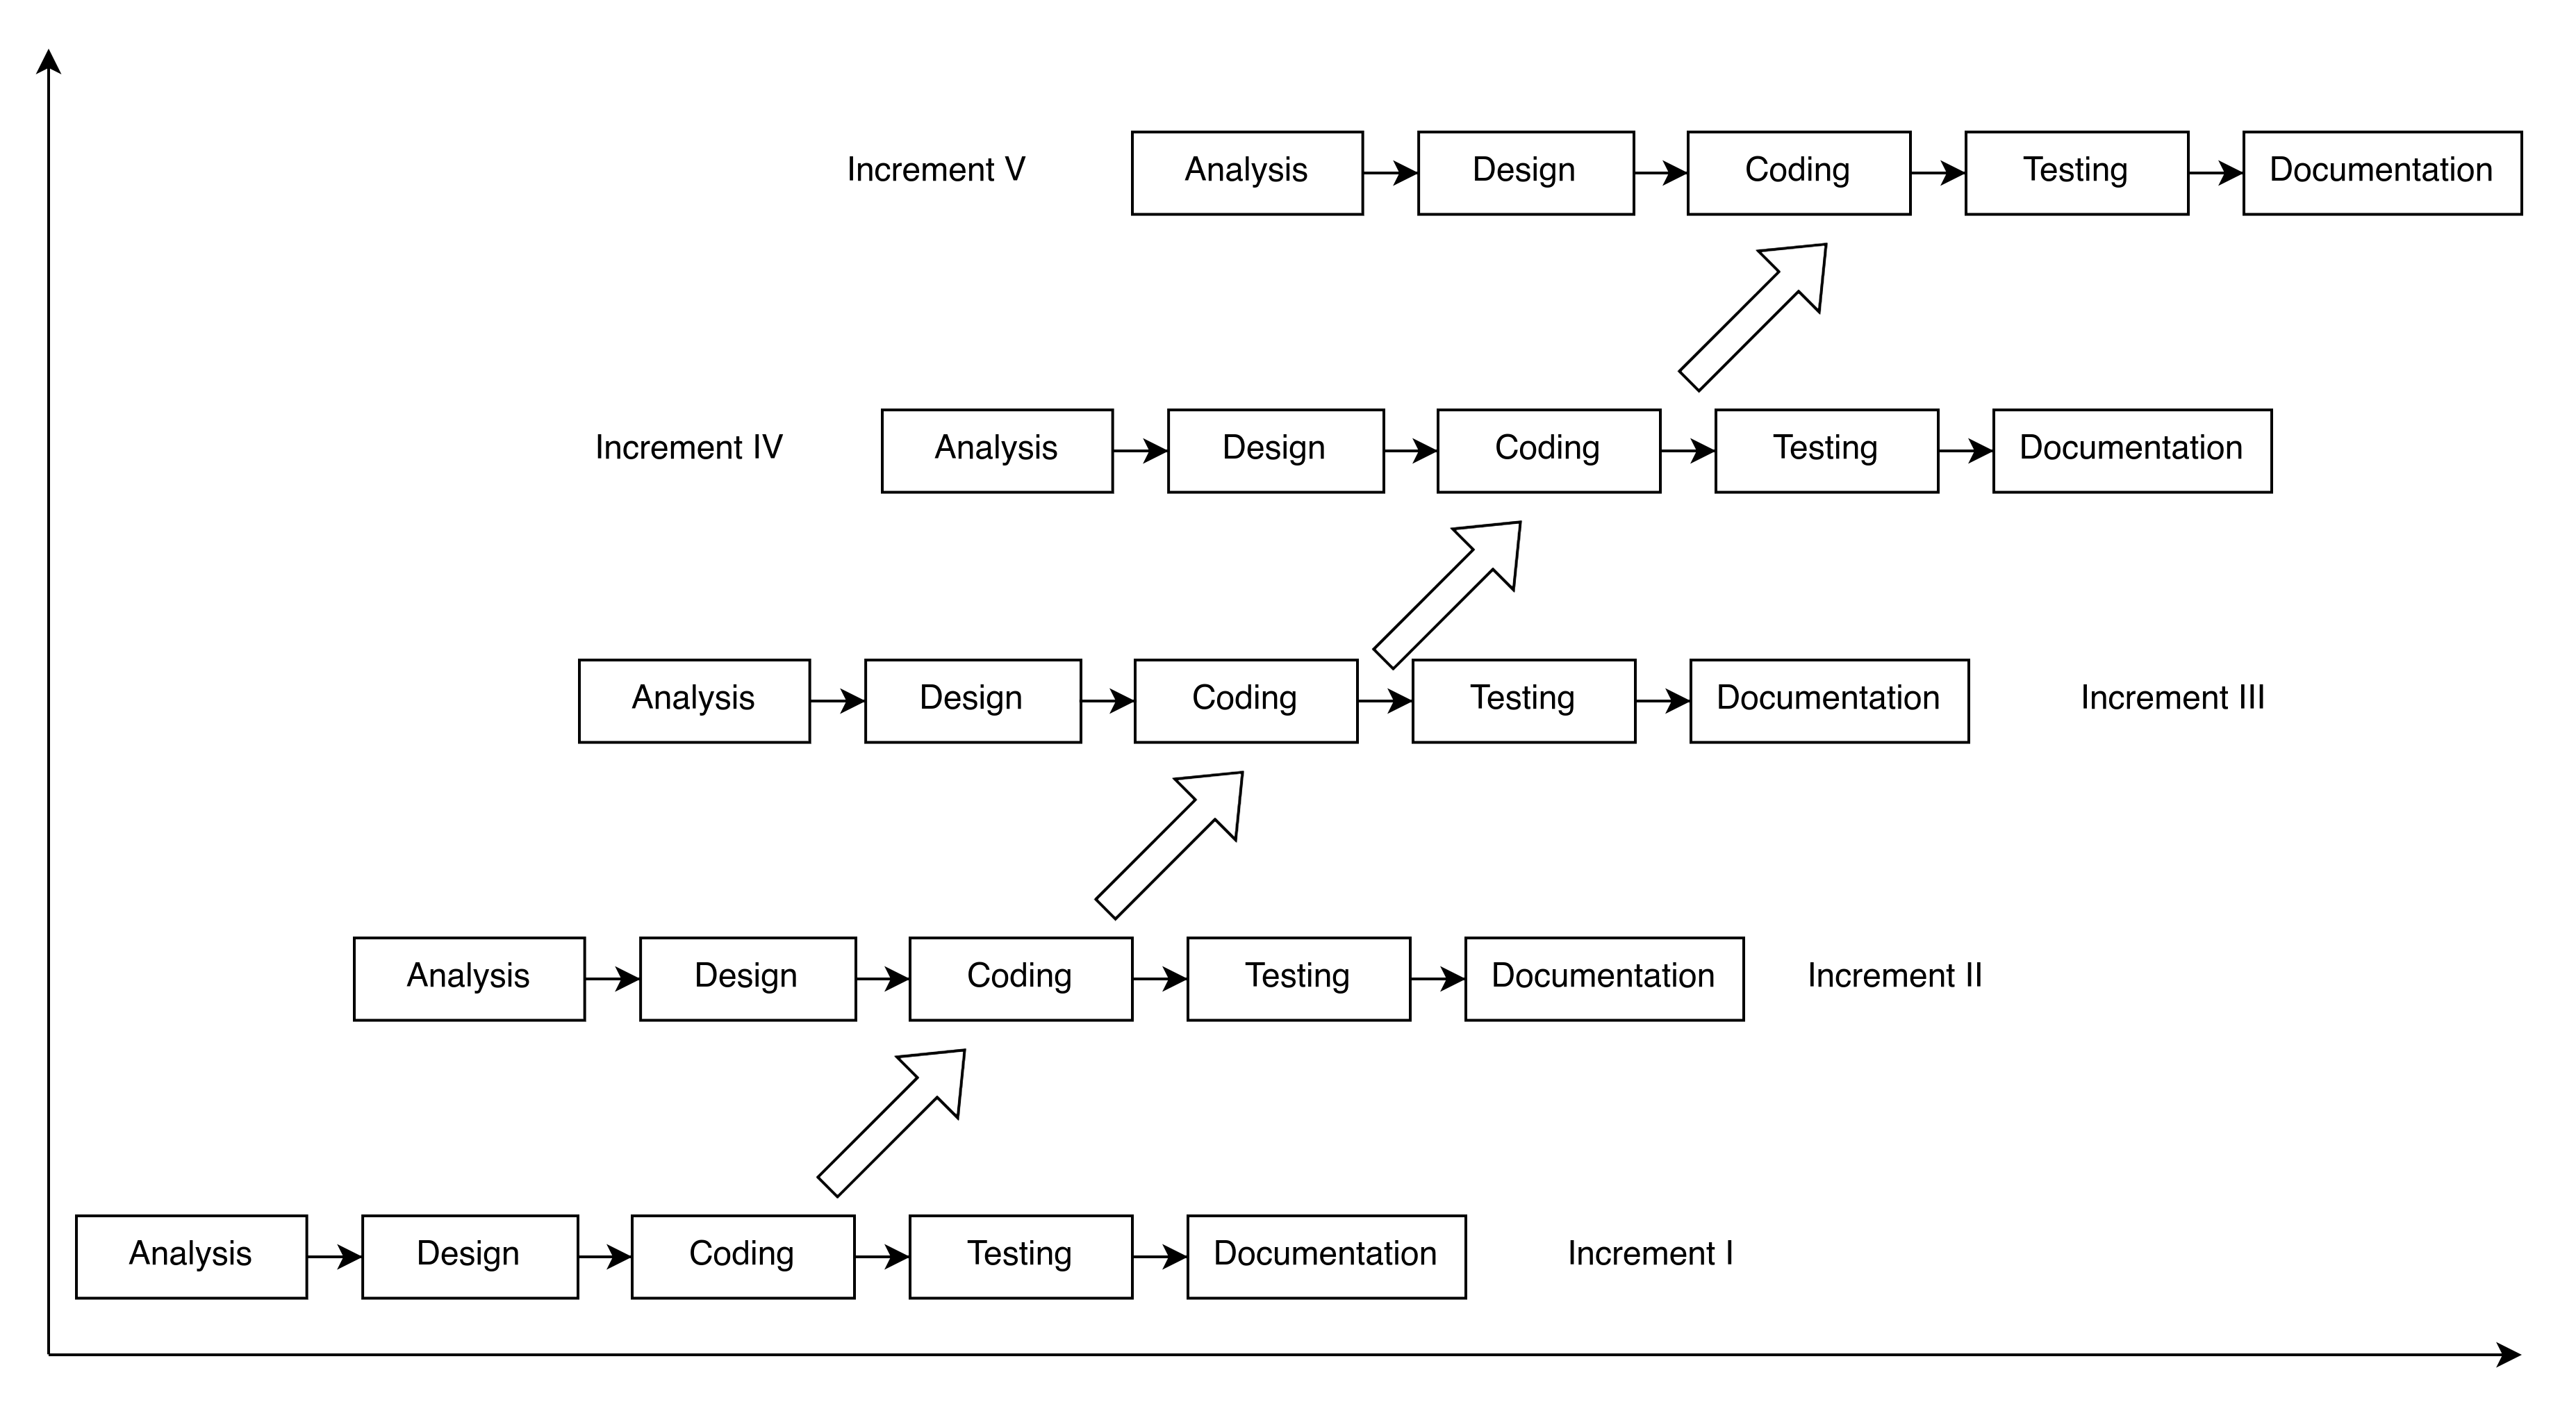 Increment V Analysis Design Coding Testing Documentation
Increment IV Analysis Design Coding Testing Documentation
Analysis Design Coding Testing Documentation Increment III
Analysis Design Coding Testing Documentation Increment II
Analysis Design Coding Testing Documentation Increment I